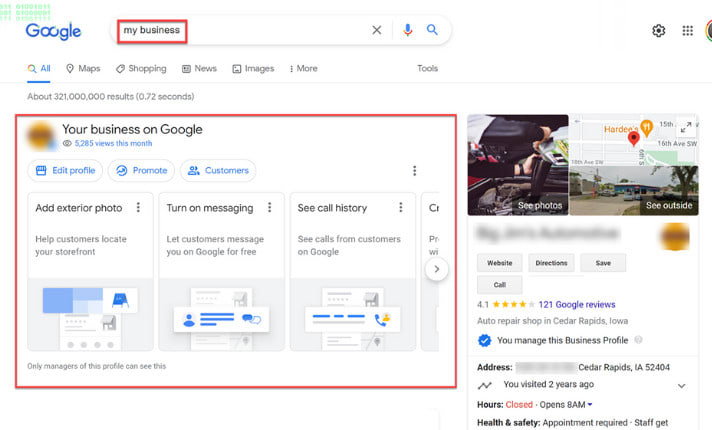 Google
my business
All
Maps
Shopping
News
Images
More
Tools
About 321,000,000 results (0.72 seconds)
Your business on Google
5,285 views this month
Edit profile
Promote
Customers
Add exterior photo
Help customers locate
your storefront
Turn on messaging
Let customers message
you on Google for free
See call history
See calls from customers
on Google
Only managers of this profile can see this
See photos
Hardee's
15th
16th Ave SW
18th Ave
See outside
Website
Directions
Save
Call
4.1
121 Google reviews
Auto repair shop in Cedar Rapids, Iowa
You manage this Business Profile
Address: Cedar Rapids, IA 52404
You visited 2 years ago
Hours: Closed · Opens 8AM
Health & safety: Appointment required · Staff get